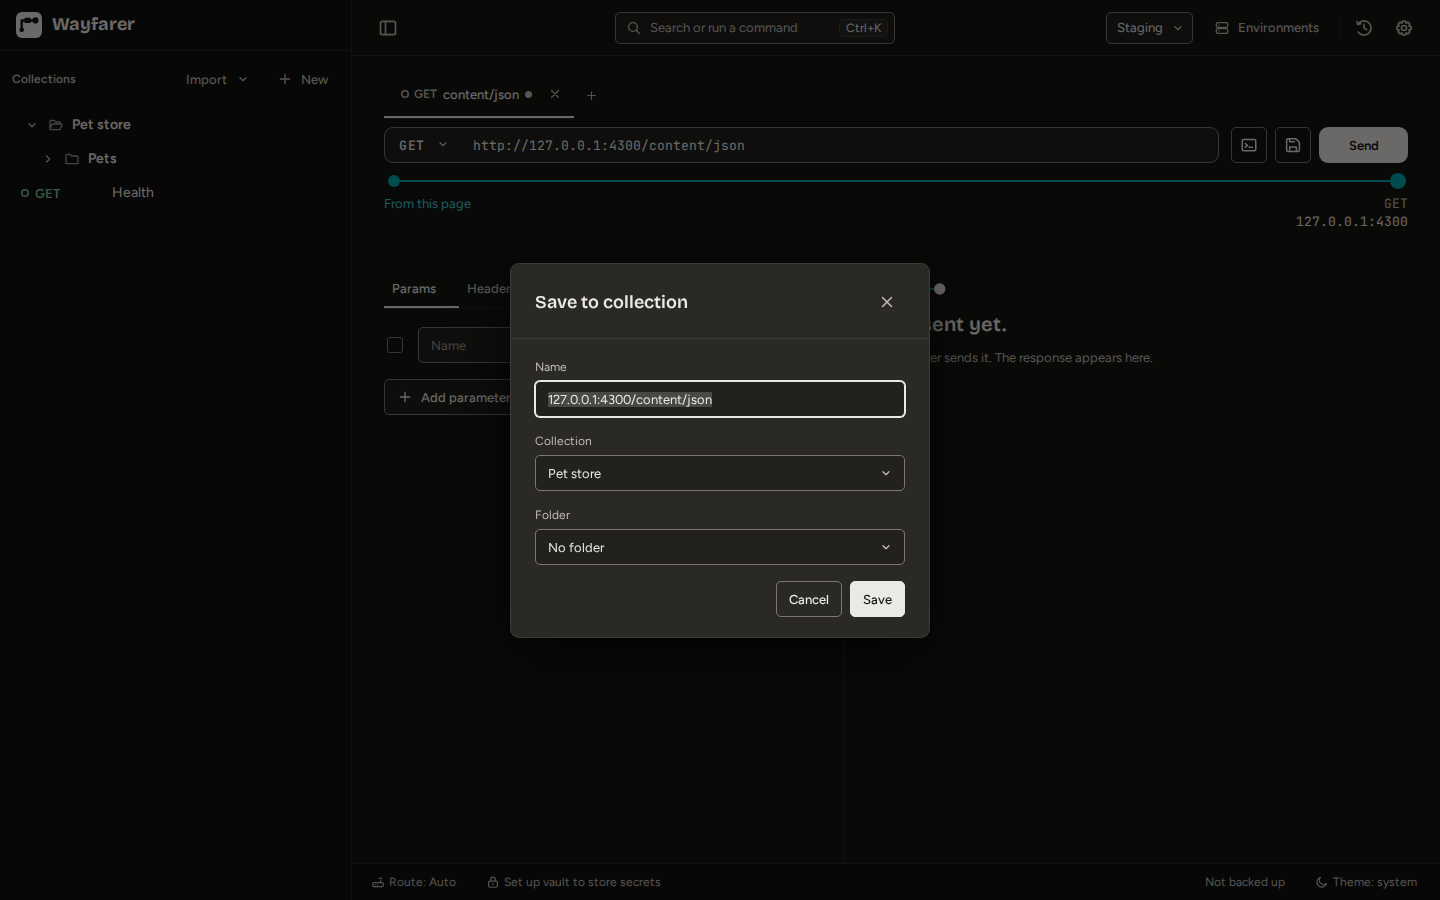 Wayfarer
Search or run a command
Ctrl+K
Staging
Environments
Collections
Import
New
GET content/json
Pet store
Pets
GET
Health
GET
http://127.0.0.1:4300/content/json
Send
From this page
GET
127.0.0.1:4300
Params
Header
Name
Add parameter
sent yet.
er sends it. The response appears here.
Save to collection
Name
127.0.0.1:4300/content/json
Collection
Pet store
Folder
No folder
Cancel
Save
Route: Auto
Set up vault to store secrets
Not backed up
Theme: system